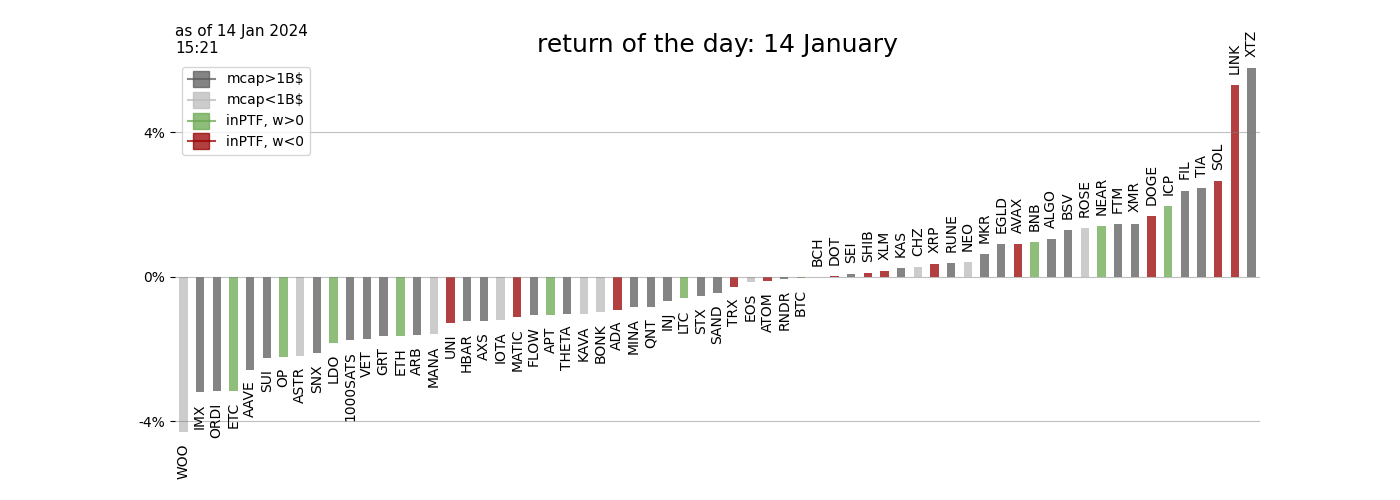 as of 14 Jan 2024
15:21
return of the day: 14 January
mcap>1B$
mcap<1B$
inPTF, w>0
inPTF, w<0
4%
0%
-4%
WOO
IMX
ORDI
ETC
AAVE
SUI
OP
ASTR
SNX
LDO
1000SATS
VET
GRT
ETH
ARB
MANA
UNI
HBAR
AXS
IOTA
MATIC
FLOW
APT
THETA
KAVA
BONK
ADA
MINA
QNT
INJ
LTC
STX
SAND
TRX
EOS
ATOM
RNDR
BTC
BCH
DOT
SEI
SHIB
XLM
KAS
CHZ
XRP
RUNE
NEO
MKR
EGLD
AVAX
BNB
ALGO
BSV
ROSE
NEAR
FTM
XMR
DOGE
ICP
FIL
TIA
SOL
LINK
XTZ